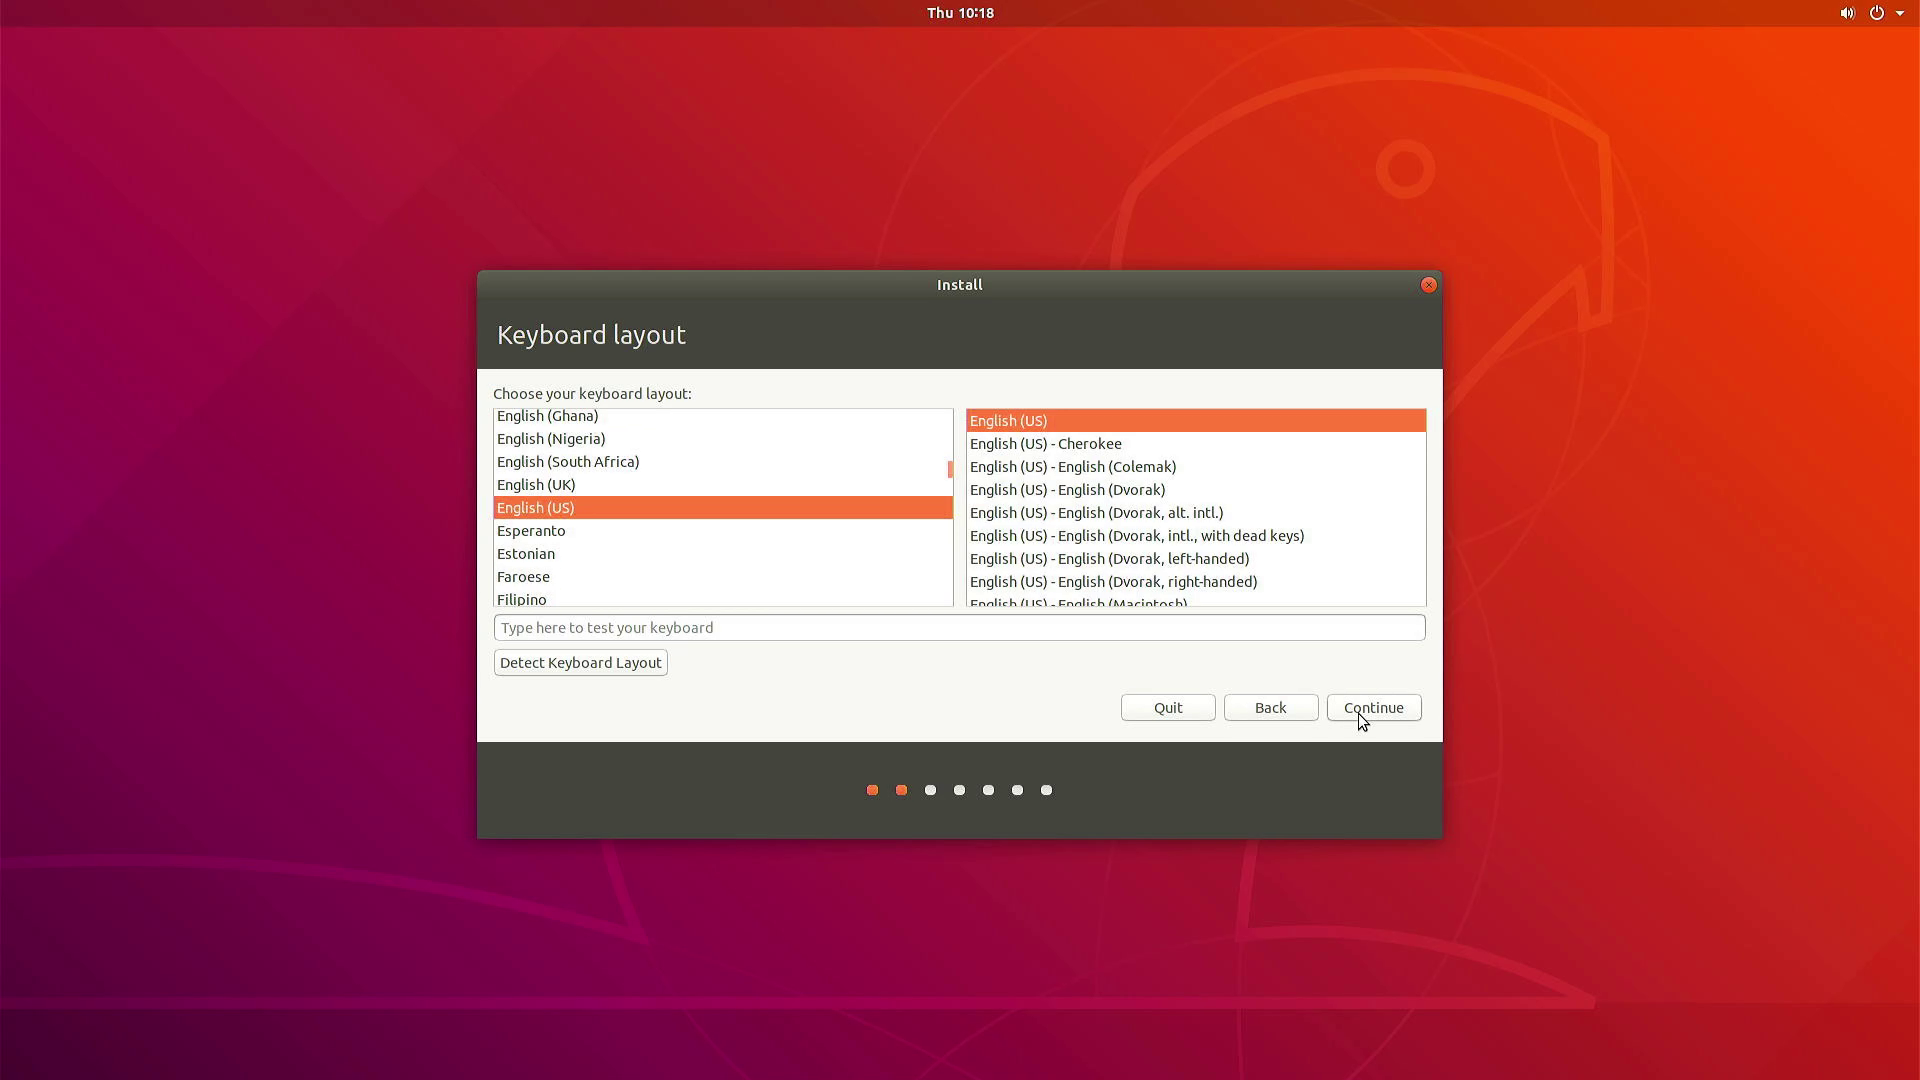 Thu 10:18
Install
Keyboard layout
Choose your keyboard layout:
English (Ghana)
English (Nigeria)
English (South Africa)
English (UK)
English (US)
Esperanto
Estonian
Faroese
Filipino
English (US)
English (US) - Cherokee
English (US) - English (Colemak)
English (US) - English (Dvorak)
English (US) - English (Dvorak, alt. intl.)
English (US) - English (Dvorak, intl., with dead keys)
English (US) - English (Dvorak, left-handed)
English (US) - English (Dvorak, right-handed)
English (US) - English (Macintosh)
Type here to test your keyboard
Detect Keyboard Layout
Quit
Back
Continue